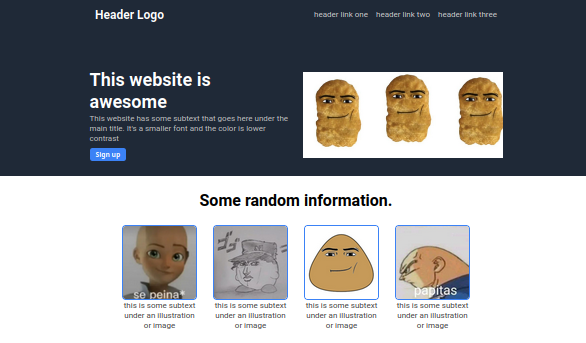 Header Logo
header link one header link two header link three
This website is
awesome
This website has some subtext that goes here under the
main title. It's a smaller font and the color is lower
contrast
Sign up
Some random information.
ゴゴ
se peina*
papitas
this is some subtext
under an illustration
or image
this is some subtext
under an illustration
or image
this is some subtext
under an illustration
or image
this is some subtext
under an illustration
or image